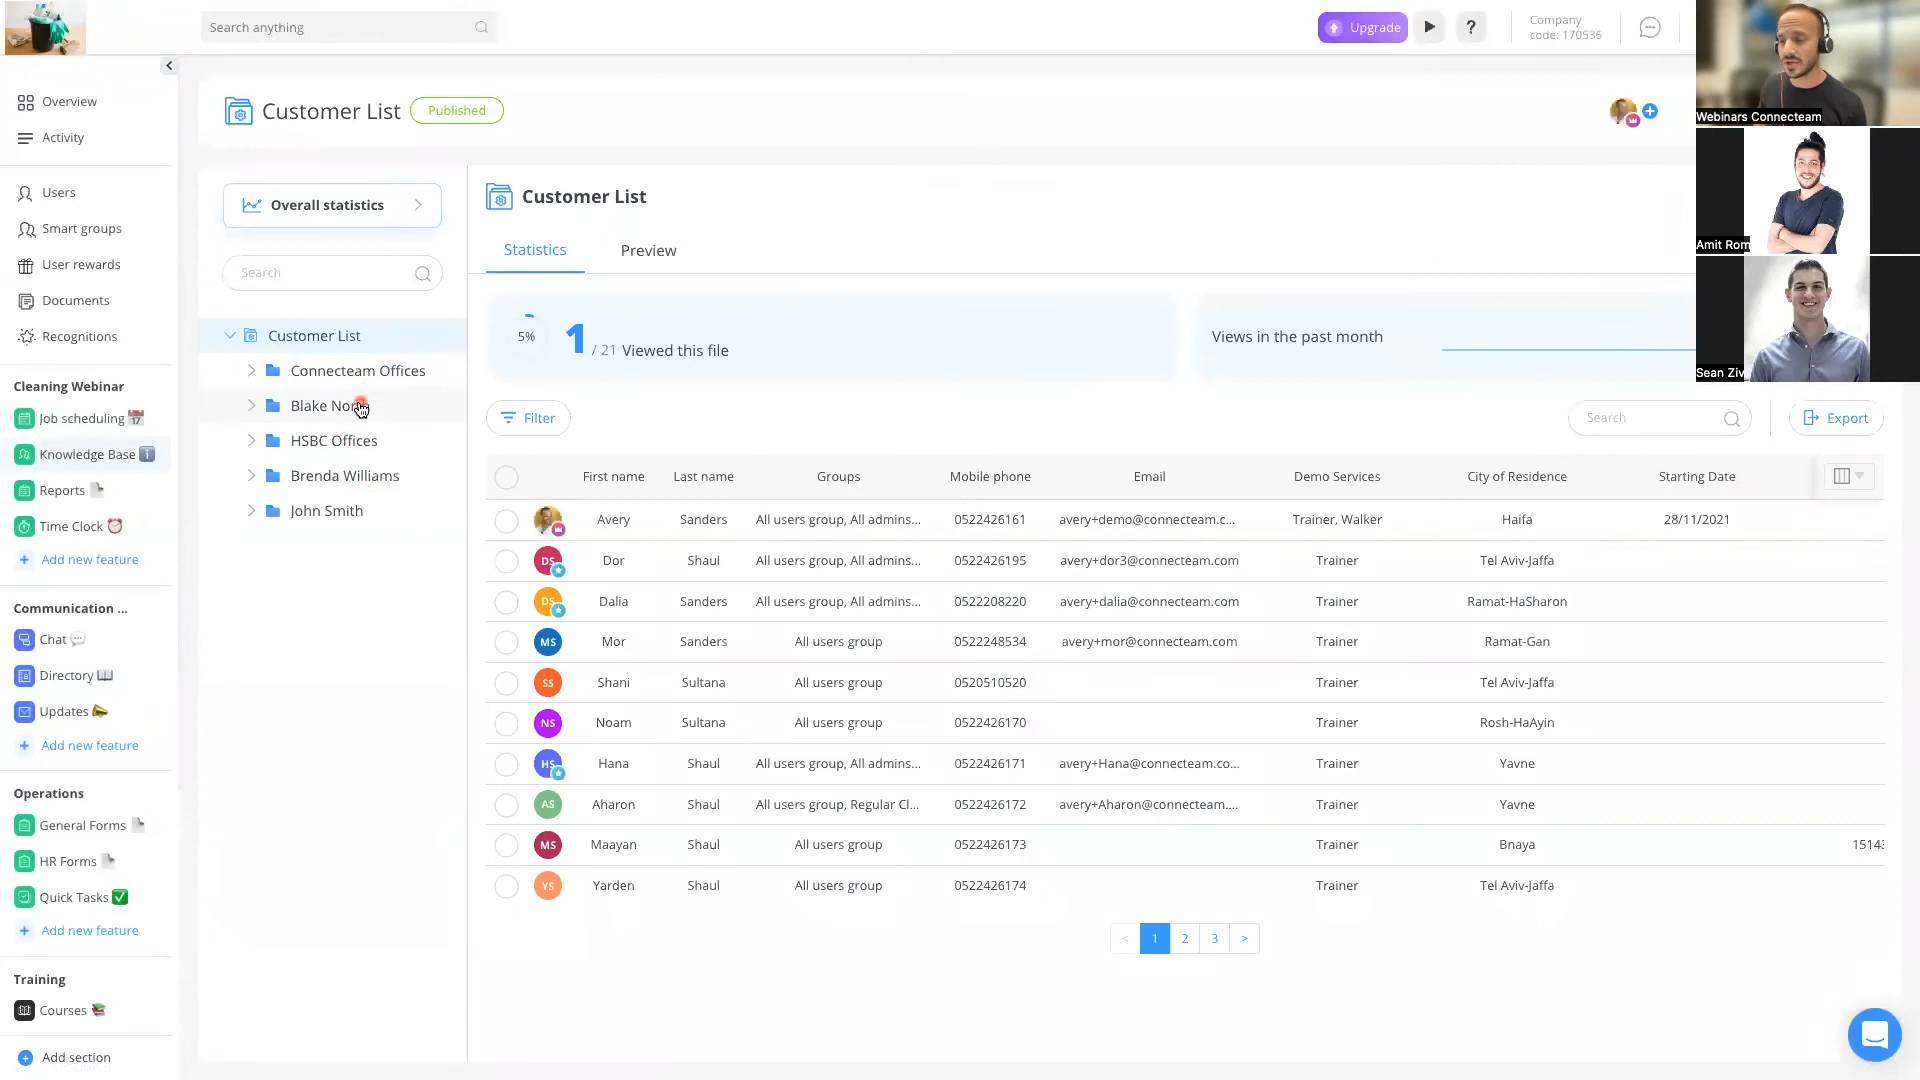 Search anything
Upgrade
?
Company
code: 170536
Webinars Connecteam
Amit Rom
Sean Ziv
Overview
Activity
Users
Smart groups
User rewards
Documents
Recognitions
Cleaning Webinar
Job scheduling
Knowledge Base
Reports
Time Clock
+ Add new feature
Communication ...
Chat
Directory
Updates
+ Add new feature
Operations
General Forms
HR Forms
Quick Tasks
+ Add new feature
Training
Courses
Add section
Customer List Published
Overall statistics
Search
Customer List
Connecteam Offices
Blake
HSBC Offices
Brenda Williams
John Smith
Customer List
Statistics Preview
5% 1 / 21 Viewed this file
Views in the past month
Filter
Search
Export
First name Last name Groups Mobile phone Email Demo Services City of Residence Starting Date
Avery Sanders All users group, All admins... 0522426161 avery+demo@connecteam.c... Trainer, Walker Haifa 28/11/2021
DS Dor Shaul All users group, All admins... 0522426195 avery+dor3@connecteam.com Trainer Tel Aviv-Jaffa
DS Dalia Sanders All users group, All admins... 0522208220 avery+dalia@connecteam.com Trainer Ramat-HaSharon
MS Mor Sanders All users group 0522248534 avery+mor@connecteam.com Trainer Ramat-Gan
SS Shani Sultana All users group 0520510520 Trainer Tel Aviv-Jaffa
NS Noam Sultana All users group 0522426170 Trainer Rosh-HaAyin
HS Hana Shaul All users group, All admins... 0522426171 avery+Hana@connecteam.co... Trainer Yavne
AS Aharon Shaul All users group, Regular Cl... 0522426172 avery+Aharon@connecteam.... Trainer Yavne
MS Maayan Shaul All users group 0522426173 Trainer Bnaya 1514
YS Yarden Shaul All users group 0522426174 Trainer Tel Aviv-Jaffa
< 1 2 3 >